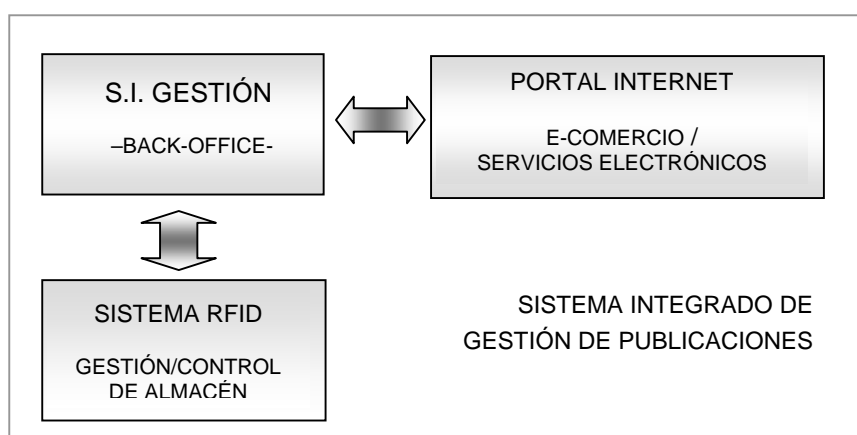 S.I. GESTIÓN
–BACK-OFFICE-
PORTAL INTERNET
E-COMERCIO /
SERVICIOS ELECTRÓNICOS
SISTEMA RFID
GESTIÓN/CONTROL
DE ALMACÉN
SISTEMA INTEGRADO DE
GESTIÓN DE PUBLICACIONES